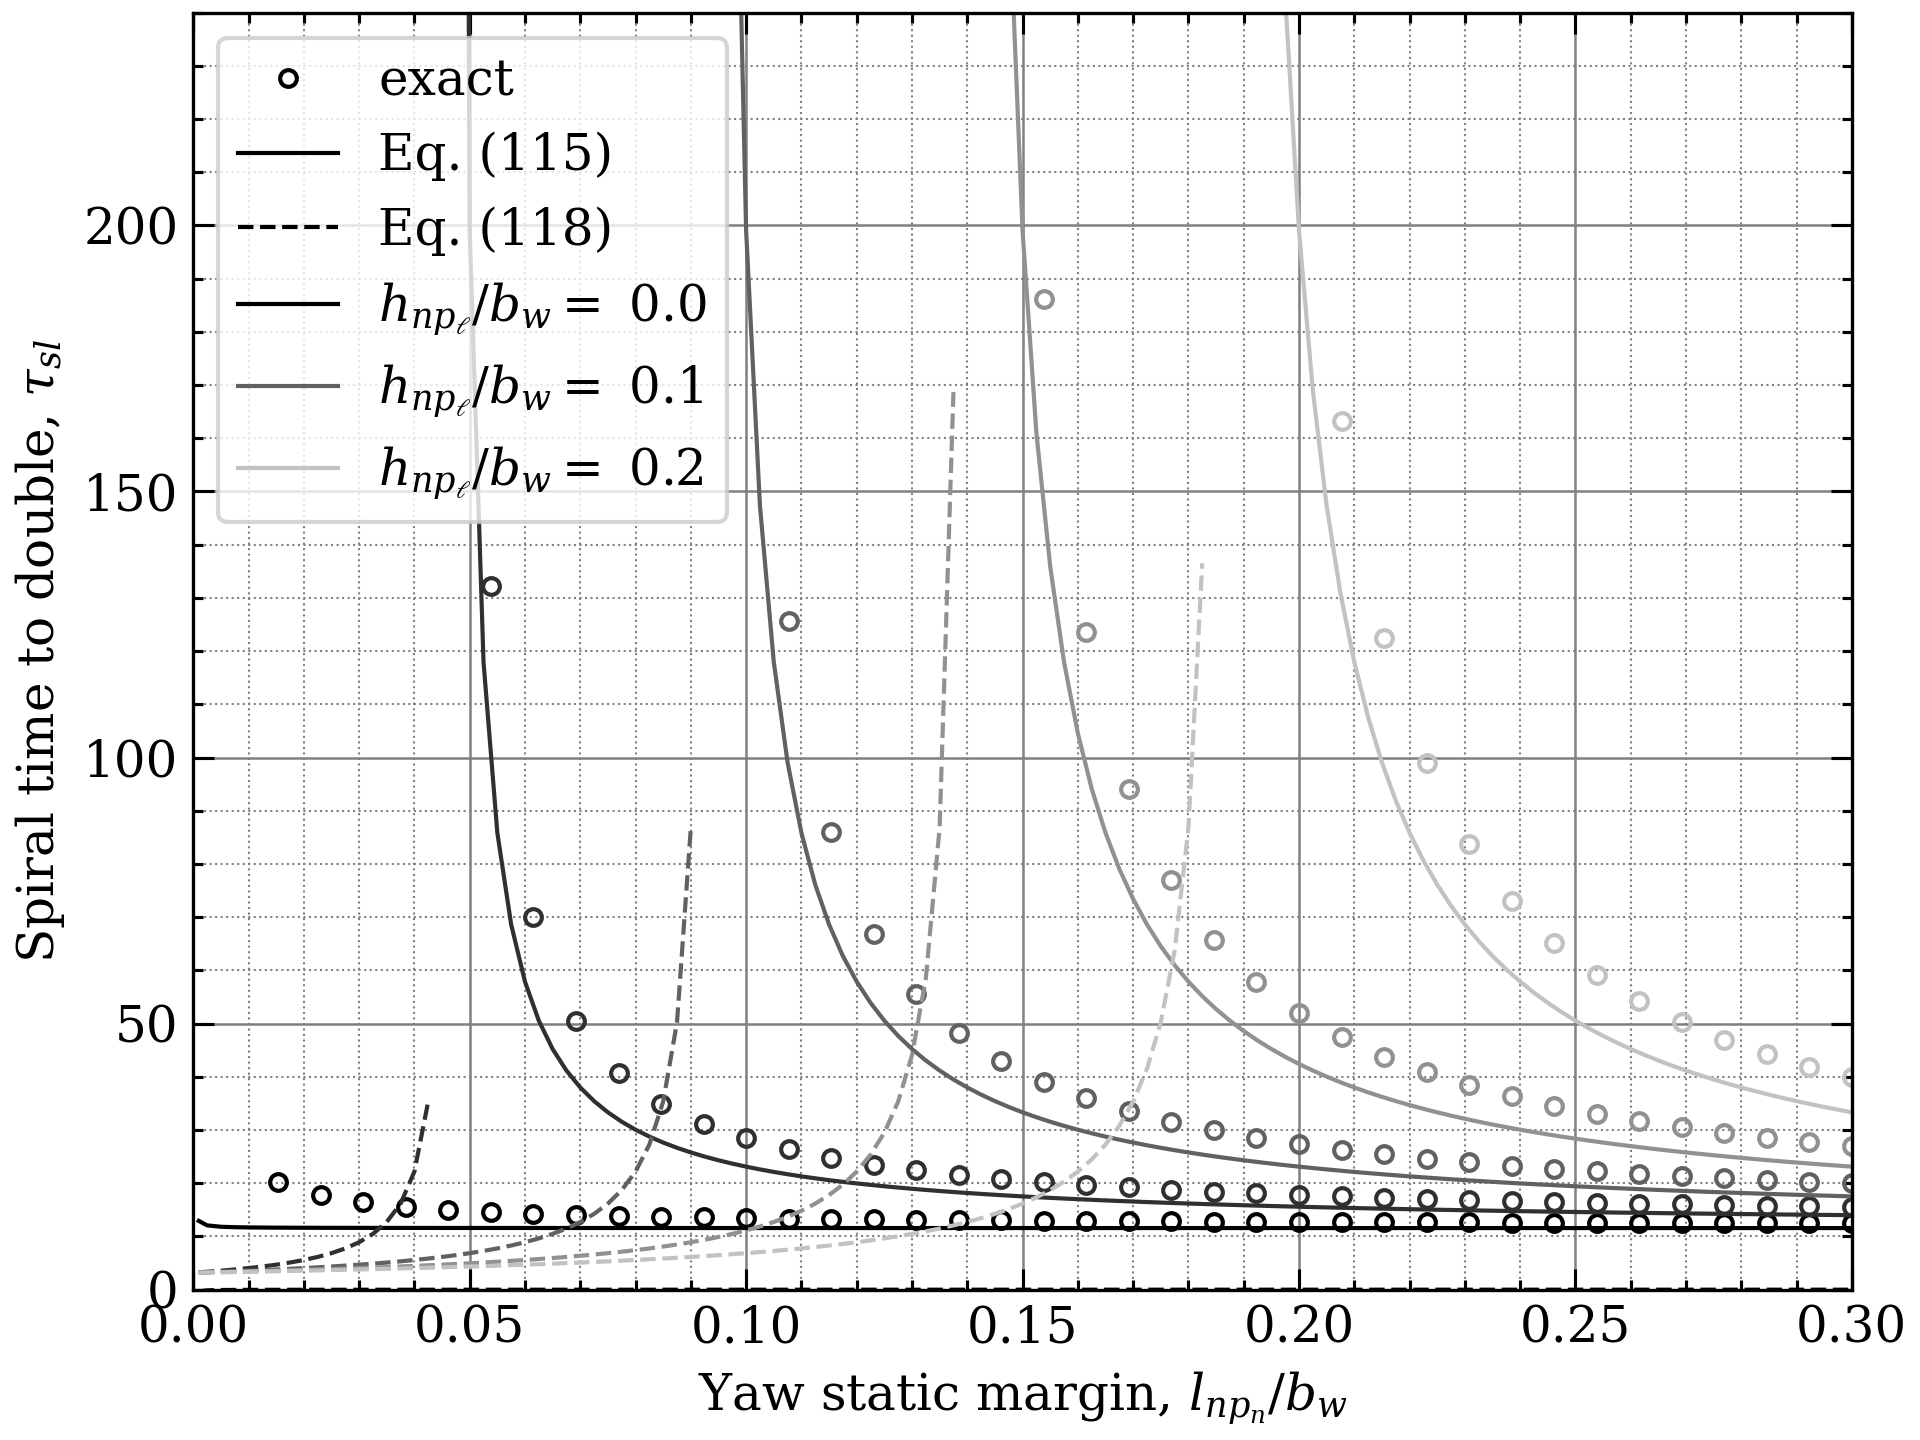 exact
Eq. (115)
Eq. (118)
h_{np_ℓ}/b_w = 0.0
h_{np_ℓ}/b_w = 0.1
h_{np_ℓ}/b_w = 0.2
Spiral time to double, τ_{sl}
200
150
100
50
0
0.00 0.05 0.10 0.15 0.20 0.25 0.30
Yaw static margin, l_{np_n}/b_w